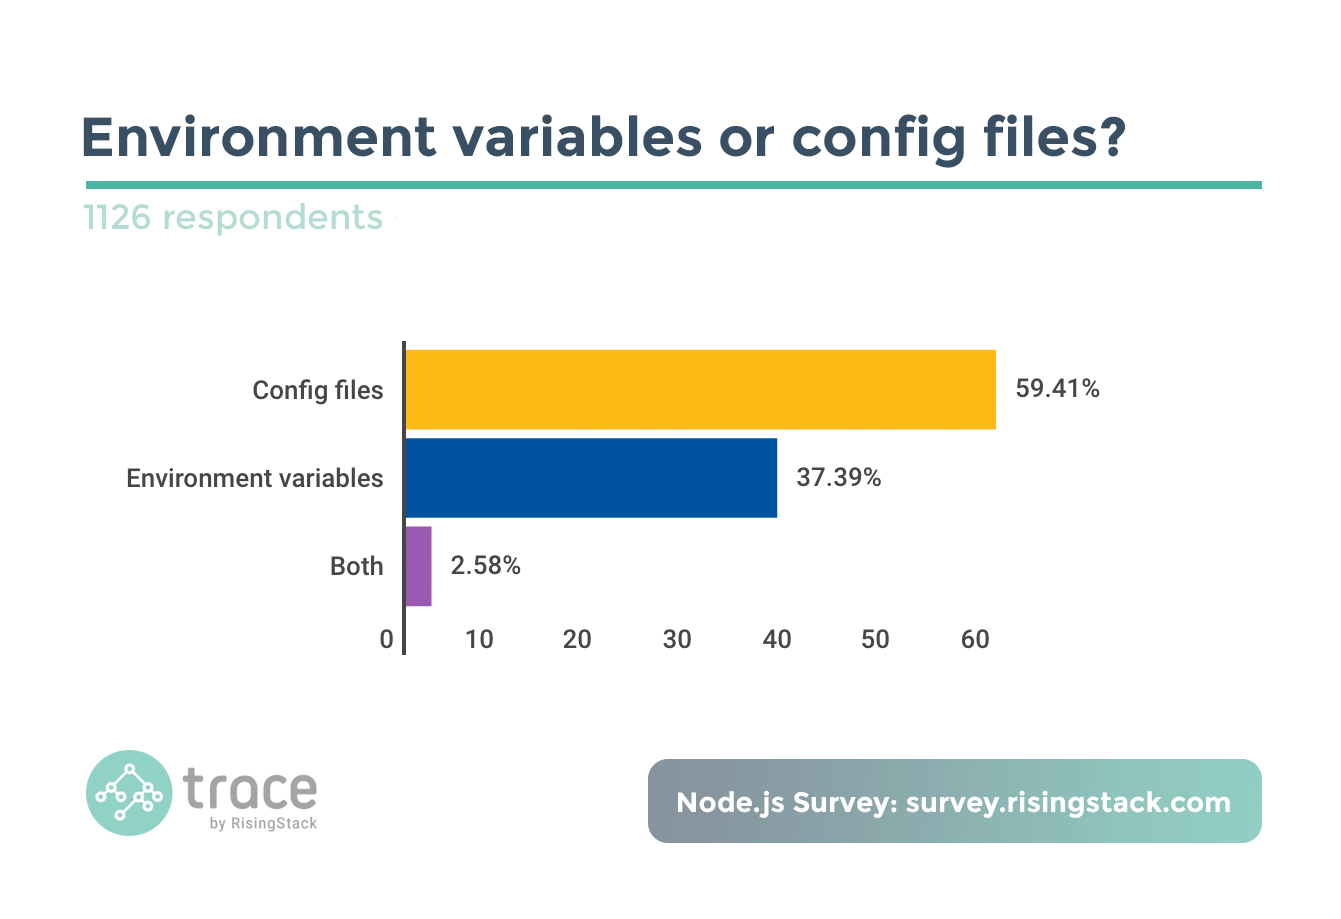 Environment variables or config files?
1126 respondents
Config files 59.41%
Environment variables 37.39%
Both 2.58%
0 10 20 30 40 50 60
trace
by RisingStack
Node.js Survey: survey.risingstack.com